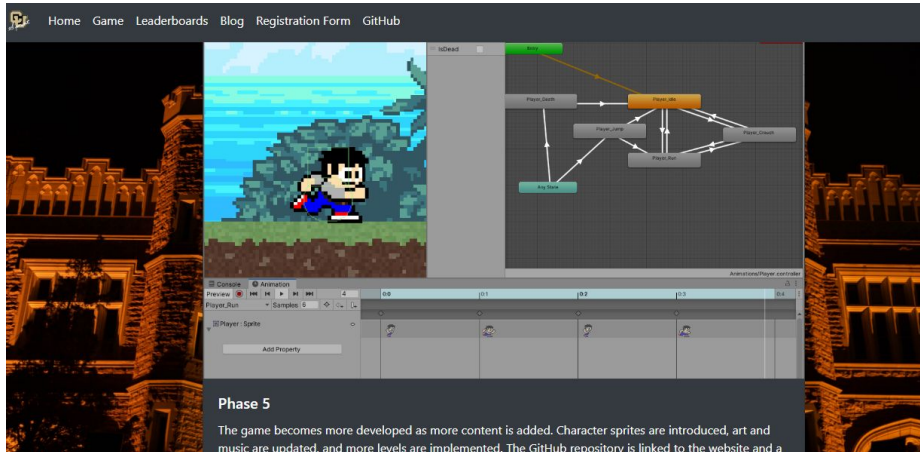 Home Game Leaderboards Blog Registration Form GitHub
IsDead
Entry
Player_Death
Player_Idle
Player_Jump
Player_Crouch
Player_Run
Any State
Animations/Player.controller
Console Animation
Preview 4 0:0 0:1 0:2 0:3 0:4
Player_Run Samples 6
Player : Sprite
Add Property
Phase 5
The game becomes more developed as more content is added. Character sprites are introduced, art and
music are updated, and more levels are implemented. The GitHub repository is linked to the website and a